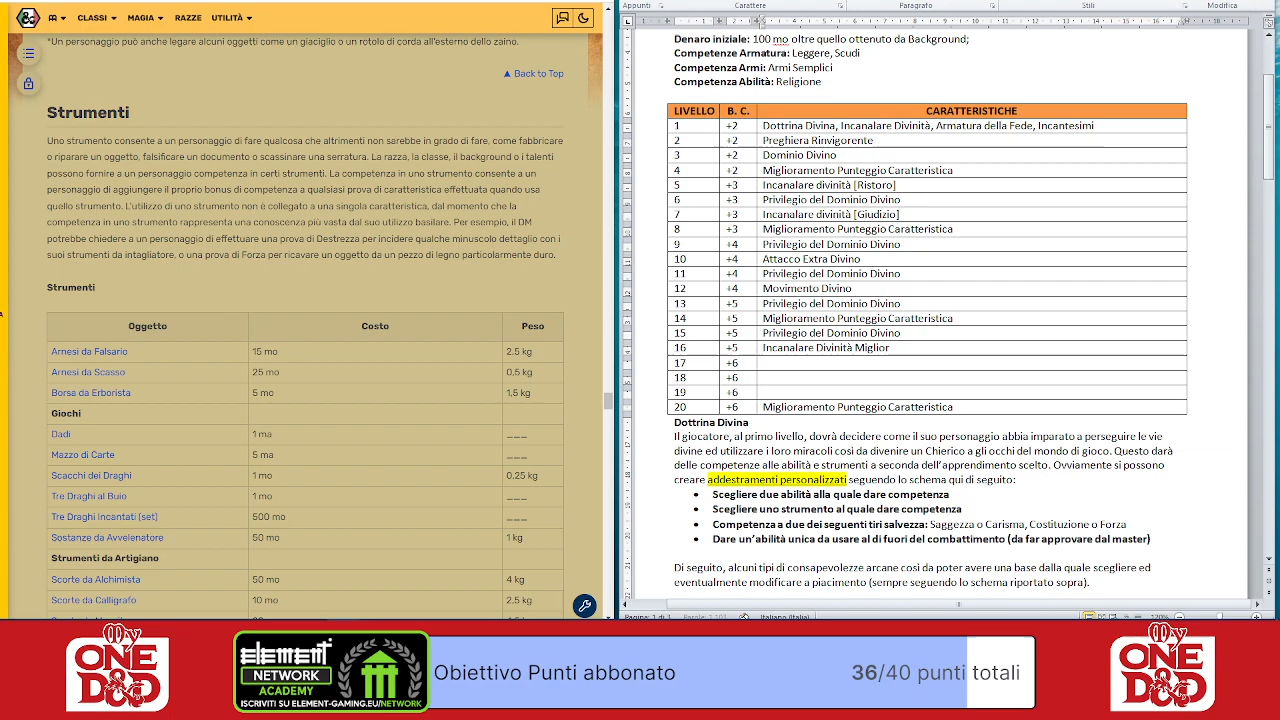 CLASSI MAGIA RAZZE UTILITÀ
*Un personaggio può anche legare alcuni oggetti come un giaciglio o un rotolo di corda all'esterno dello zaino.
▲ Back to Top
Strumenti
Uno strumento consente a un personaggio di fare qualcosa che altrimenti non sarebbe in grado di fare, come fabbricare
o riparare un oggetto, falsificare un documento o scassinare una serratura. La razza, la classe, il background o i talenti
possono fornire a un personaggio competenza in certi strumenti. La competenza in uno strumento consente a un
personaggio di aggiungere il proprio bonus di competenza a qualsiasi prova di caratteristica effettuata quando usa
quello strumento. L'utilizzo di uno strumento non è collegato a una singola caratteristica, dal momento che la
competenza in uno strumento rappresenta una conoscenza più vasta dal suo utilizzo basilare. Per esempio, il DM
potrebbe chiedere a un personaggio di effettuare una prova di Destrezza per incidere qualche minuscolo dettaglio con i
suoi strumenti da intagliatore, o una prova di Forza per ricavare un oggetto da un pezzo di legno particolarmente duro.
Strumenti
Oggetto Costo Peso
Arnesi da Falsario 15 mo 2.5 kg
Arnesi da Scasso 25 mo 0,5 kg
Borsa da Erborista 5 mo 1,5 kg
Giochi
Dadi 1 ma ___
Mazzo di Carte 5 ma ___
Scacchi dei Draghi 1 mo 0,25 kg
Tre Draghi al Buio 1 mo ___
Tre Draghi Incantati (set) 500 mo ___
Sostanze da Avvelenatore 50 mo 1 kg
Strumenti da Artigiano
Scorte da Alchimista 50 mo 4 kg
Scorte da Calligrafo 10 mo 2,5 kg
Appunti Carattere Paragrafo Stili Modifica
Denaro iniziale: 100 mo oltre quello ottenuto da Background;
Competenze Armatura: Leggere, Scudi
Competenza Armi: Armi Semplici
Competenza Abilità: Religione
LIVELLO B. C. CARATTERISTICHE
1 +2 Dottrina Divina, Incanalare Divinità, Armatura della Fede, Incantesimi
2 +2 Preghiera Rinvigorente
3 +2 Dominio Divino
4 +2 Miglioramento Punteggio Caratteristica
5 +3 Incanalare divinità [Ristoro]
6 +3 Privilegio del Dominio Divino
7 +3 Incanalare divinità [Giudizio]
8 +3 Miglioramento Punteggio Caratteristica
9 +4 Privilegio del Dominio Divino
10 +4 Attacco Extra Divino
11 +4 Privilegio del Dominio Divino
12 +4 Movimento Divino
13 +5 Privilegio del Dominio Divino
14 +5 Miglioramento Punteggio Caratteristica
15 +5 Privilegio del Dominio Divino
16 +5 Incanalare Divinità Miglior
17 +6
18 +6
19 +6
20 +6 Miglioramento Punteggio Caratteristica
Dottrina Divina
Il giocatore, al primo livello, dovrà decidere come il suo personaggio abbia imparato a perseguire le vie
divine ed utilizzare i loro miracoli così da divenire un Chierico a gli occhi del mondo di gioco. Questo darà
delle competenze alle abilità e strumenti a seconda dell'apprendimento scelto. Ovviamente si possono
creare addestramenti personalizzati seguendo lo schema qui di seguito:
• Scegliere due abilità alla quale dare competenza
• Scegliere uno strumento al quale dare competenza
• Competenza a due dei seguenti tiri salvezza: Saggezza o Carisma, Costituzione o Forza
• Dare un'abilità unica da usare al di fuori del combattimento (da far approvare dal master)
Di seguito, alcuni tipi di consapevolezze arcane così da poter avere una base dalla quale scegliere ed
eventualmente modificare a piacimento (sempre seguendo lo schema riportato sopra).
Italiano (Italia)
My
ONE
D&D
element
NETWORK
ACADEMY
ISCRIVITI SU ELEMENT-GAMING.EU/NETWORK
Obiettivo Punti abbonato 36/40 punti totali
My
ONE
D&D